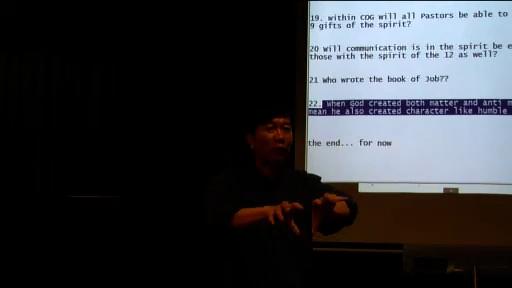 19. within COG will all Pastors be able to
9 gifts of the spirit?
20 Will communication is in the spirit be e
those with the spirit of the 12 as well?
21 Who wrote the book of Job??
22. When God created both matter and anti m
mean he also created character like humble
the end... for now